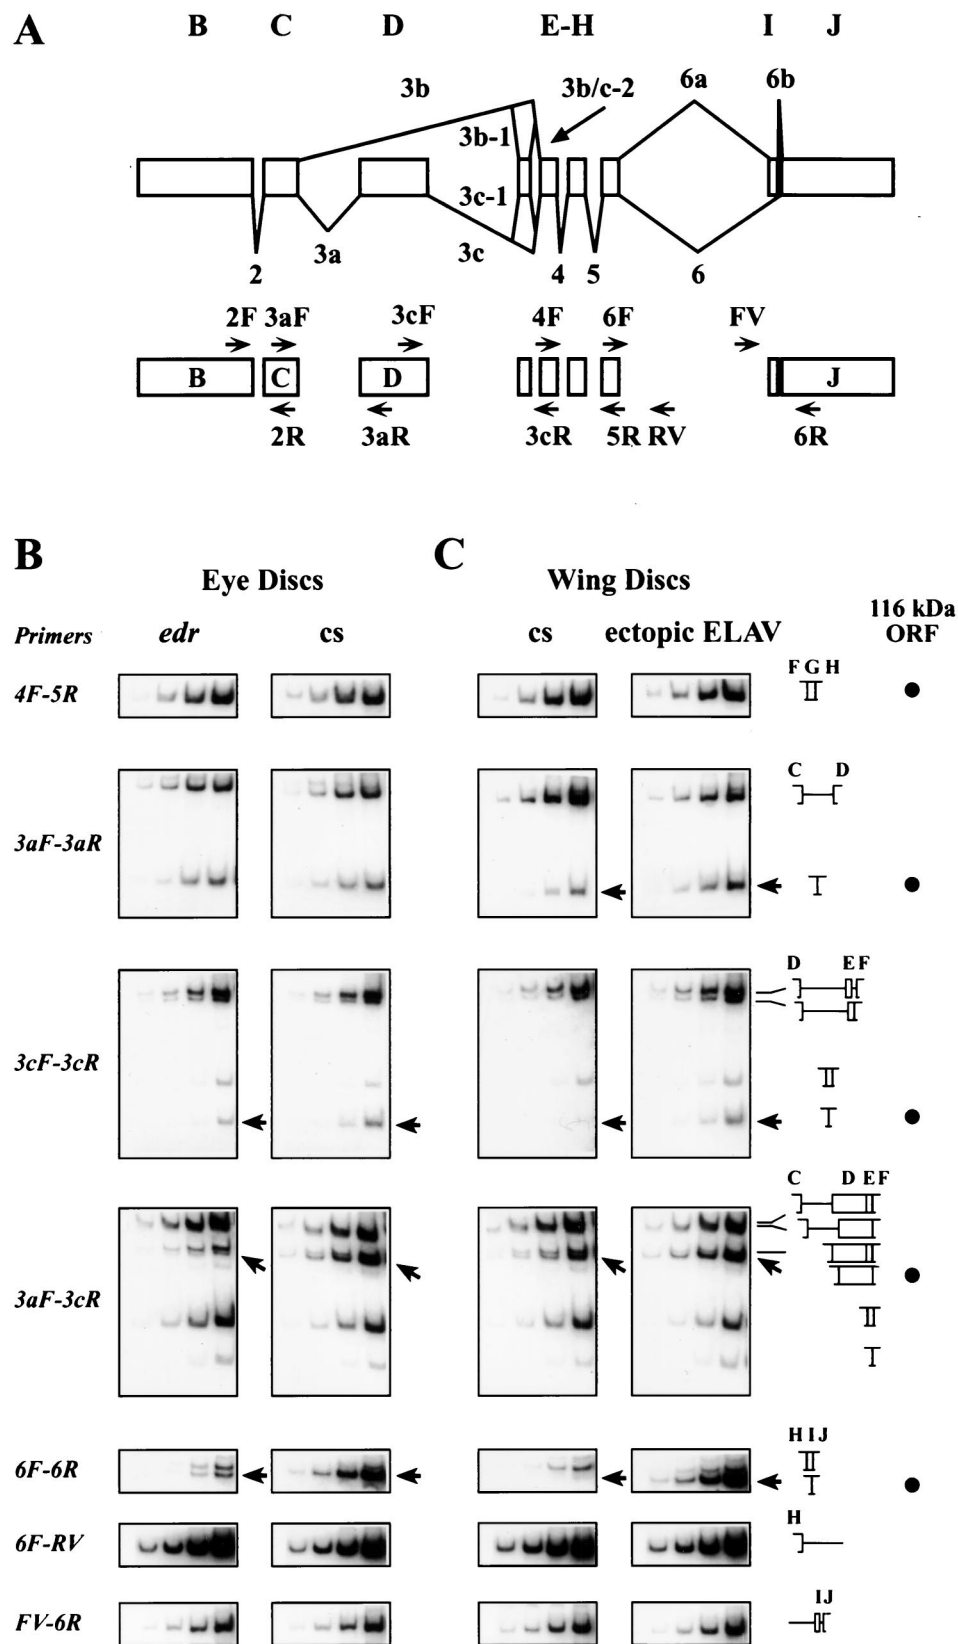 A
B C D E-H I J
3b 3b/c-2 6a 6b
3b-1
3c-1
2 3a 3c 4 5 6
2F 3aF 3cF 4F 6F FV
B C D J
2R 3aR 3cR 5R RV 6R
B C
Eye Discs Wing Discs
Primers edr cs cs ectopic ELAV 116 kDa
ORF
4F-5R F G H
3aF-3aR C D
3cF-3cR D E F
3aF-3cR C D E F
6F-6R H I J
6F-RV H
FV-6R I J